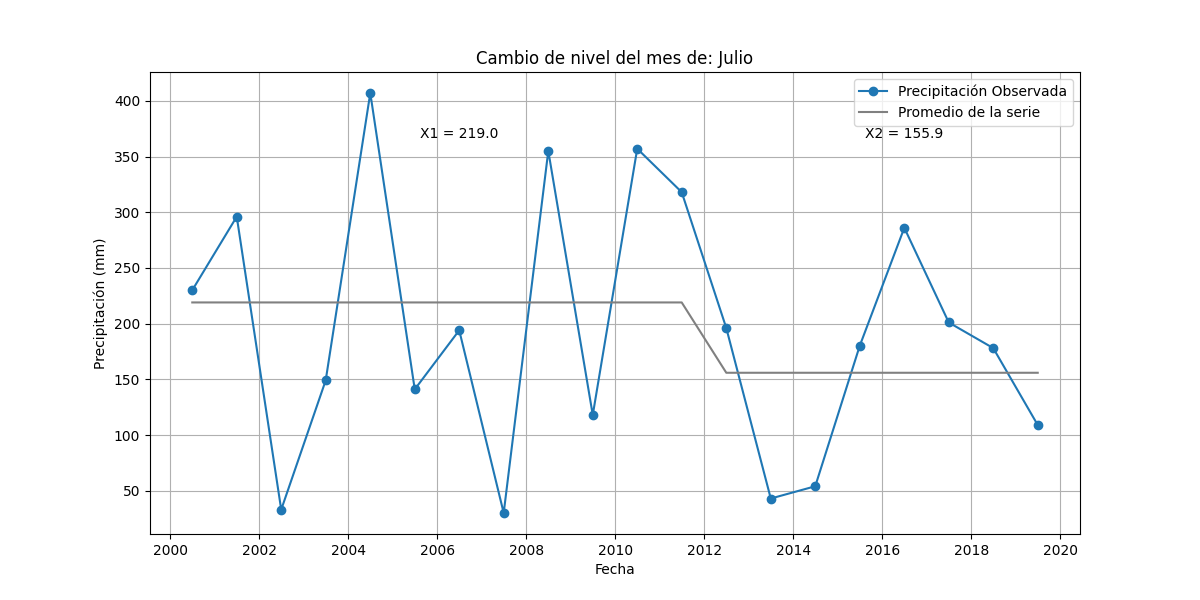 Cambio de nivel del mes de: Julio
Precipitación Observada
Promedio de la serie
X1 = 219.0
X2 = 155.9
Precipitación (mm)
400
350
300
250
200
150
100
50
2000 2002 2004 2006 2008 2010 2012 2014 2016 2018 2020
Fecha